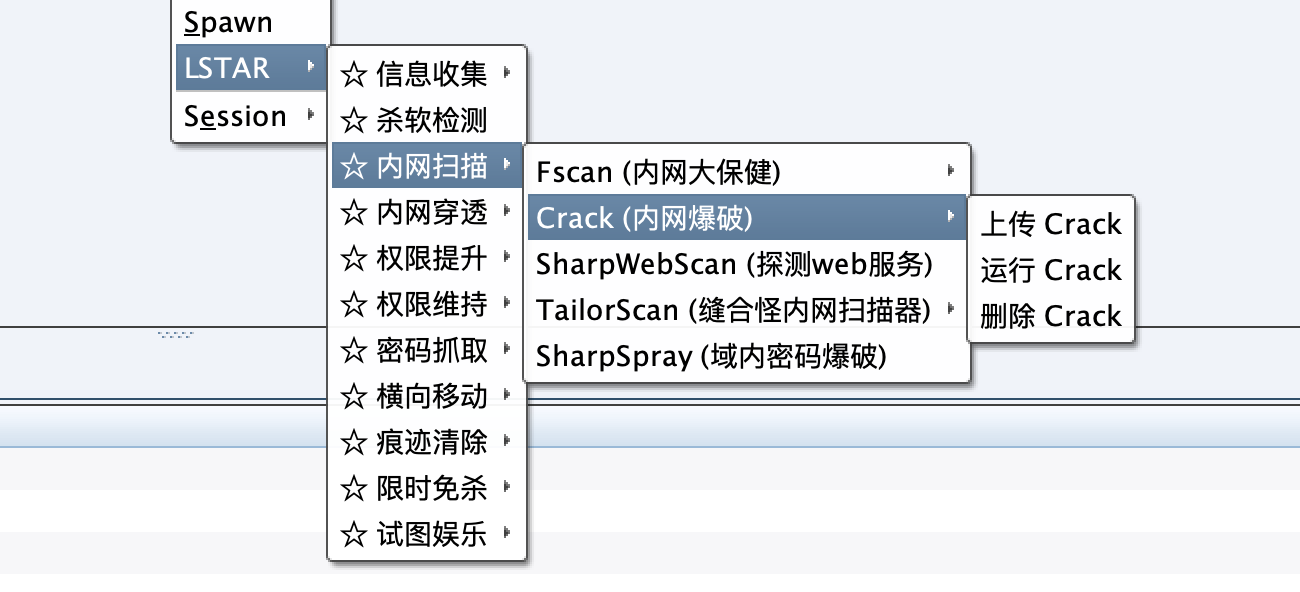 Spawn
LSTAR
Session
☆ 信息收集
☆ 杀软检测
☆ 内网扫描
☆ 内网穿透
☆ 权限提升
☆ 权限维持
☆ 密码抓取
☆ 横向移动
☆ 痕迹清除
☆ 限时免杀
☆ 试图娱乐
Fscan (内网大保健)
Crack (内网爆破)
SharpWebScan (探测web服务)
TailorScan (缝合怪内网扫描器)
SharpSpray (域内密码爆破)
上传 Crack
运行 Crack
删除 Crack